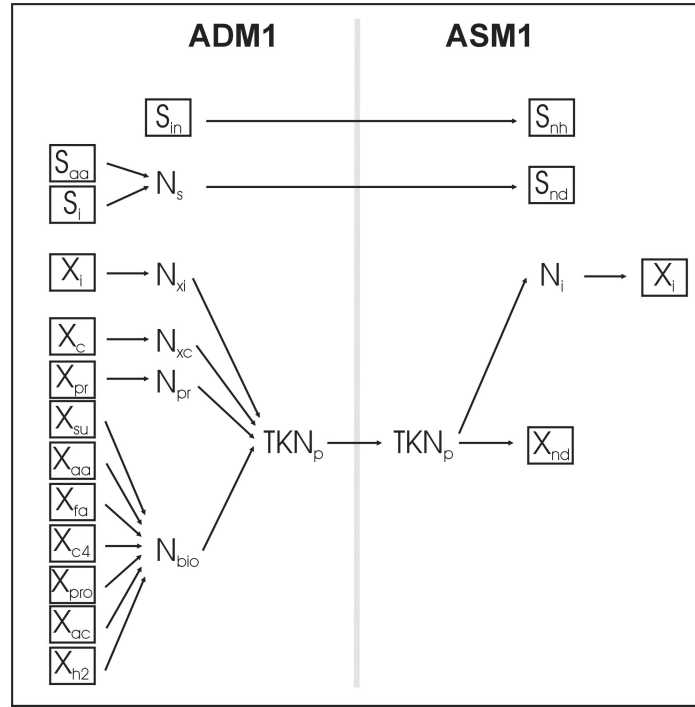 ADM1 ASM1
S_in S_nh
S_aa
N_s S_nd
S_i
X_i N_xi N_i X_i
X_c N_xc
X_pr N_pr
X_su
TKN_p TKN_p X_nd
X_aa
X_fa
X_c4 N_bio
X_pro
X_ac
X_h2